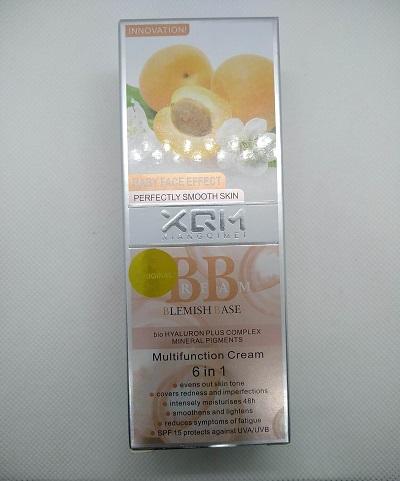 INNOVATION!
BABY FACE EFFECT
PERFECTLY SMOOTH SKIN
XQM
XIANGQIMEI
ORIGINAL
BB
CREAM
BLEMISH BASE
bio HYALURON PLUS COMPLEX
MINERAL PIGMENTS
Multifunction Cream
6 in 1
• evens out skin tone
• covers redness and imperfections
• intensely moisturises 48h
• smoothens and lightens
• reduces symptoms of fatigue
• SPF 15 protects against UVA/UVB